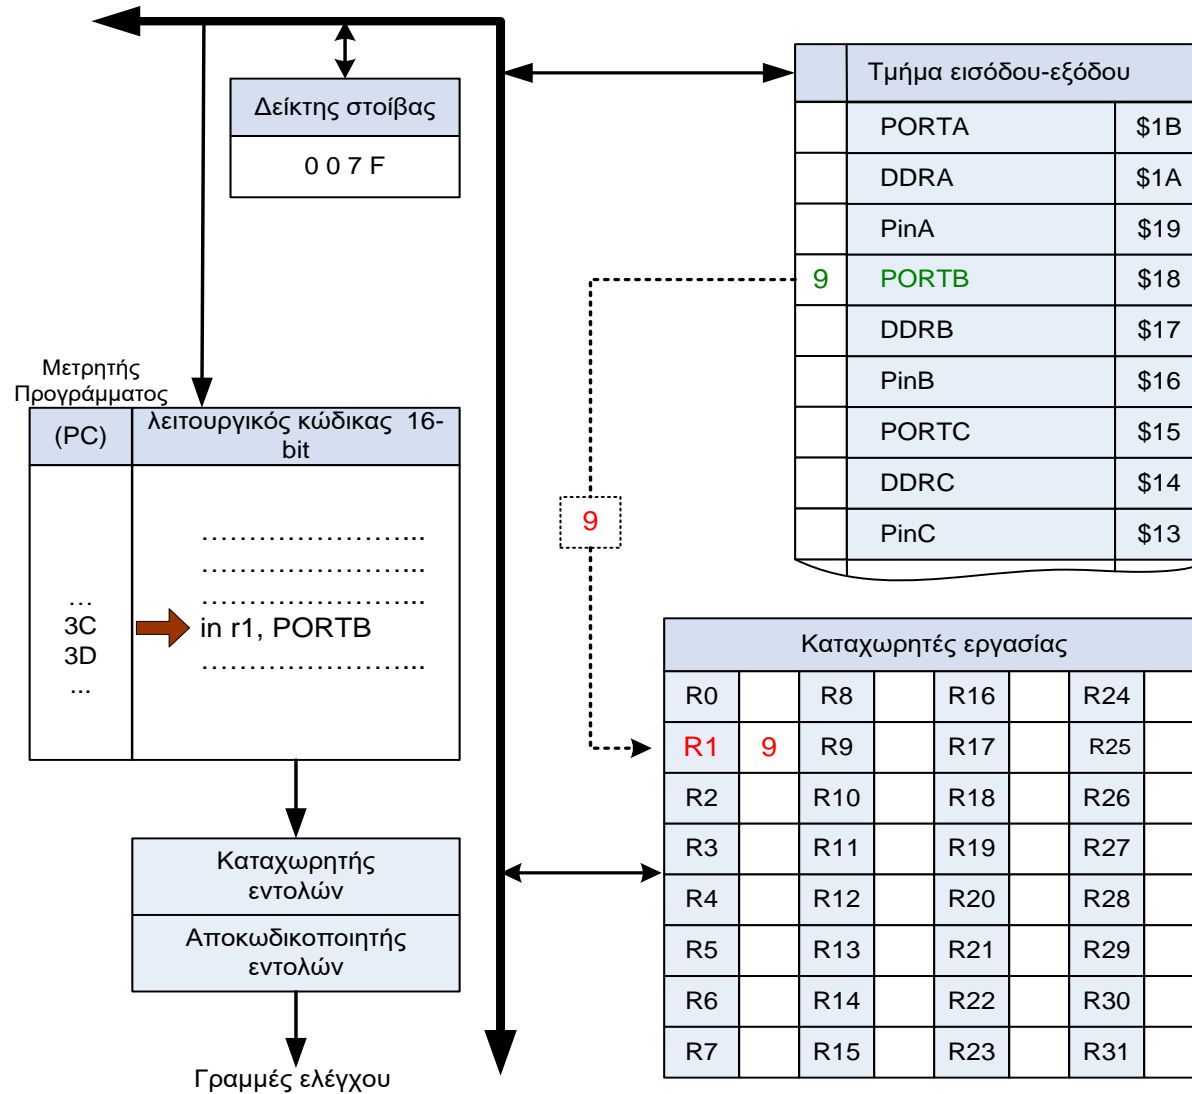 Δείκτης στοίβας
0 0 7 F
Τμήμα εισόδου-εξόδου
PORTA $1B
DDRA $1A
PinA $19
9 PORTB $18
DDRB $17
PinB $16
PORTC $15
DDRC $14
PinC $13
Μετρητής
Προγράμματος
(PC)
λειτουργικός κώδικας 16-
bit
…………………...
…………………...
... …………………...
3C in r1, PORTB
3D …………………...
...
9
Καταχωρητές εργασίας
R0 R8 R16 R24
R1 9 R9 R17 R25
R2 R10 R18 R26
R3 R11 R19 R27
R4 R12 R20 R28
R5 R13 R21 R29
R6 R14 R22 R30
R7 R15 R23 R31
Καταχωρητής
εντολών
Αποκωδικοποιητής
εντολών
Γραμμές ελέγχου